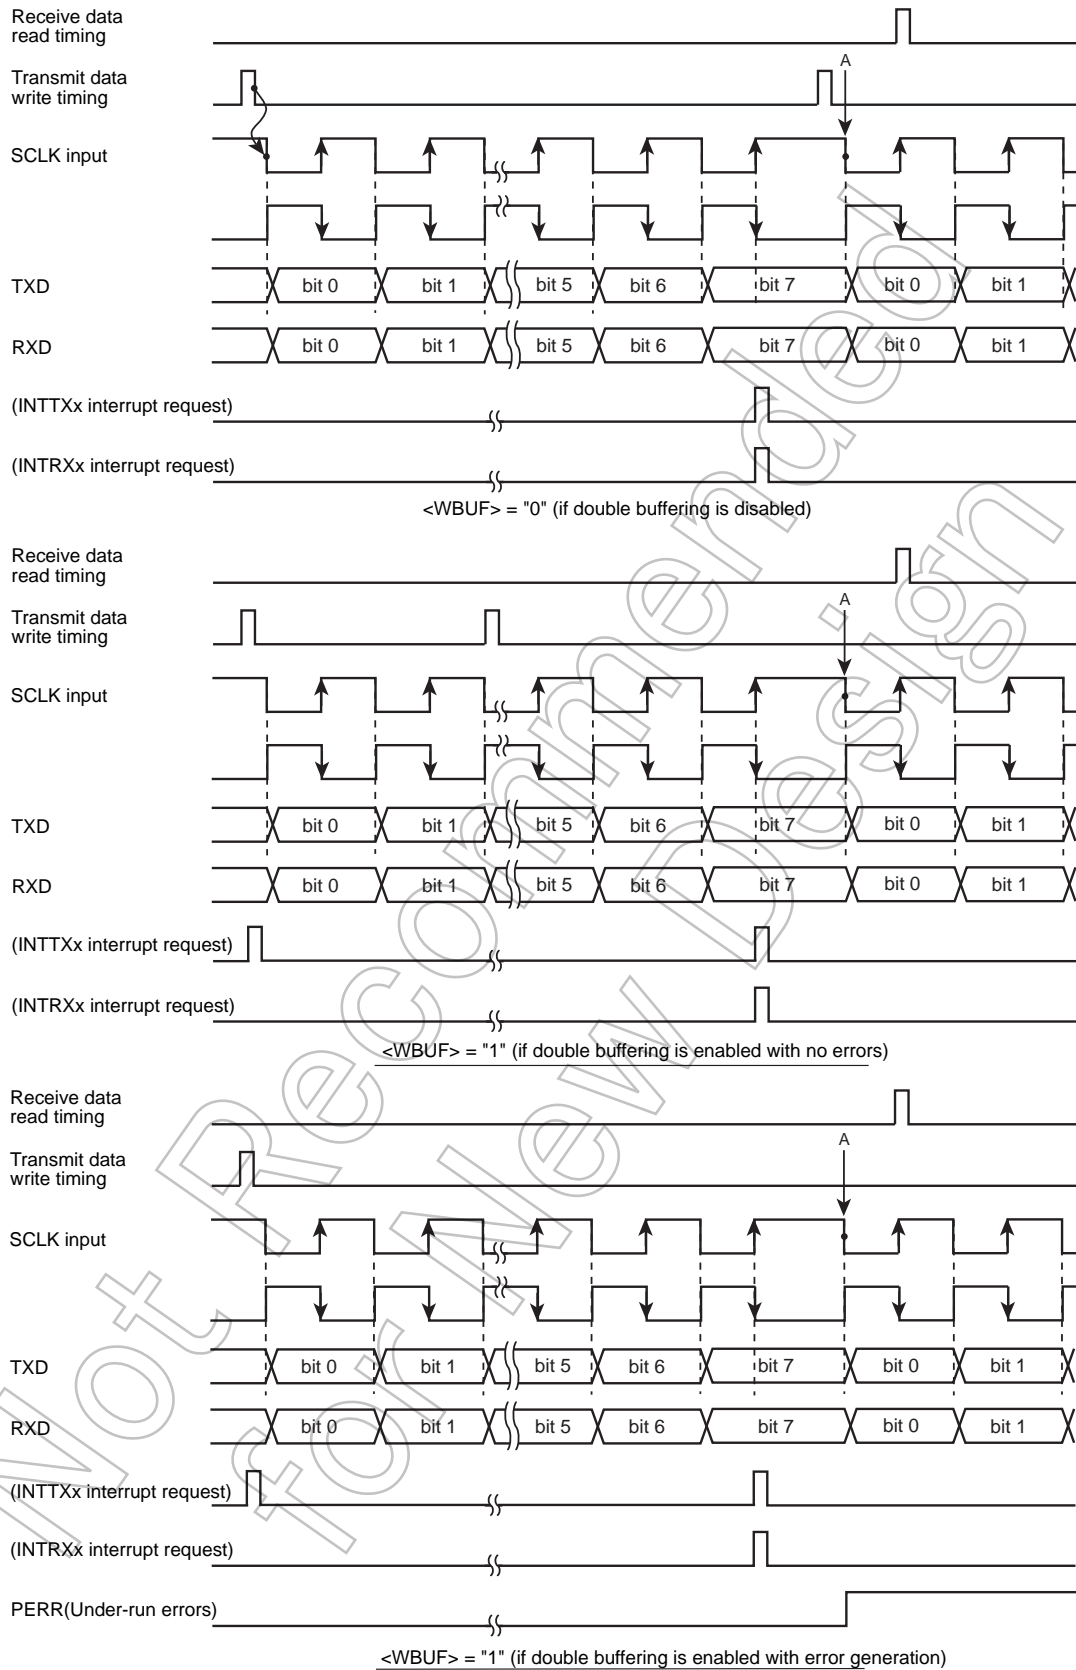 Receive data
read timing
Transmit data
write timing
A
SCLK input
TXD bit 0 bit 1 bit 5 bit 6 bit 7 bit 0 bit 1
RXD bit 0 bit 1 bit 5 bit 6 bit 7 bit 0 bit 1
(INTTXx interrupt request)
(INTRXx interrupt request)
<WBUF> = "0" (if double buffering is disabled)
Receive data
read timing
Transmit data
write timing
A
SCLK input
TXD bit 0 bit 1 bit 5 bit 6 bit 7 bit 0 bit 1
RXD bit 0 bit 1 bit 5 bit 6 bit 7 bit 0 bit 1
(INTTXx interrupt request)
(INTRXx interrupt request)
<WBUF> = "1" (if double buffering is enabled with no errors)
Receive data
read timing
Transmit data
write timing
A
SCLK input
TXD bit 0 bit 1 bit 5 bit 6 bit 7 bit 0 bit 1
RXD bit 0 bit 1 bit 5 bit 6 bit 7 bit 0 bit 1
(INTTXx interrupt request)
(INTRXx interrupt request)
PERR(Under-run errors)
<WBUF> = "1" (if double buffering is enabled with error generation)
Not Recommended
for New Design